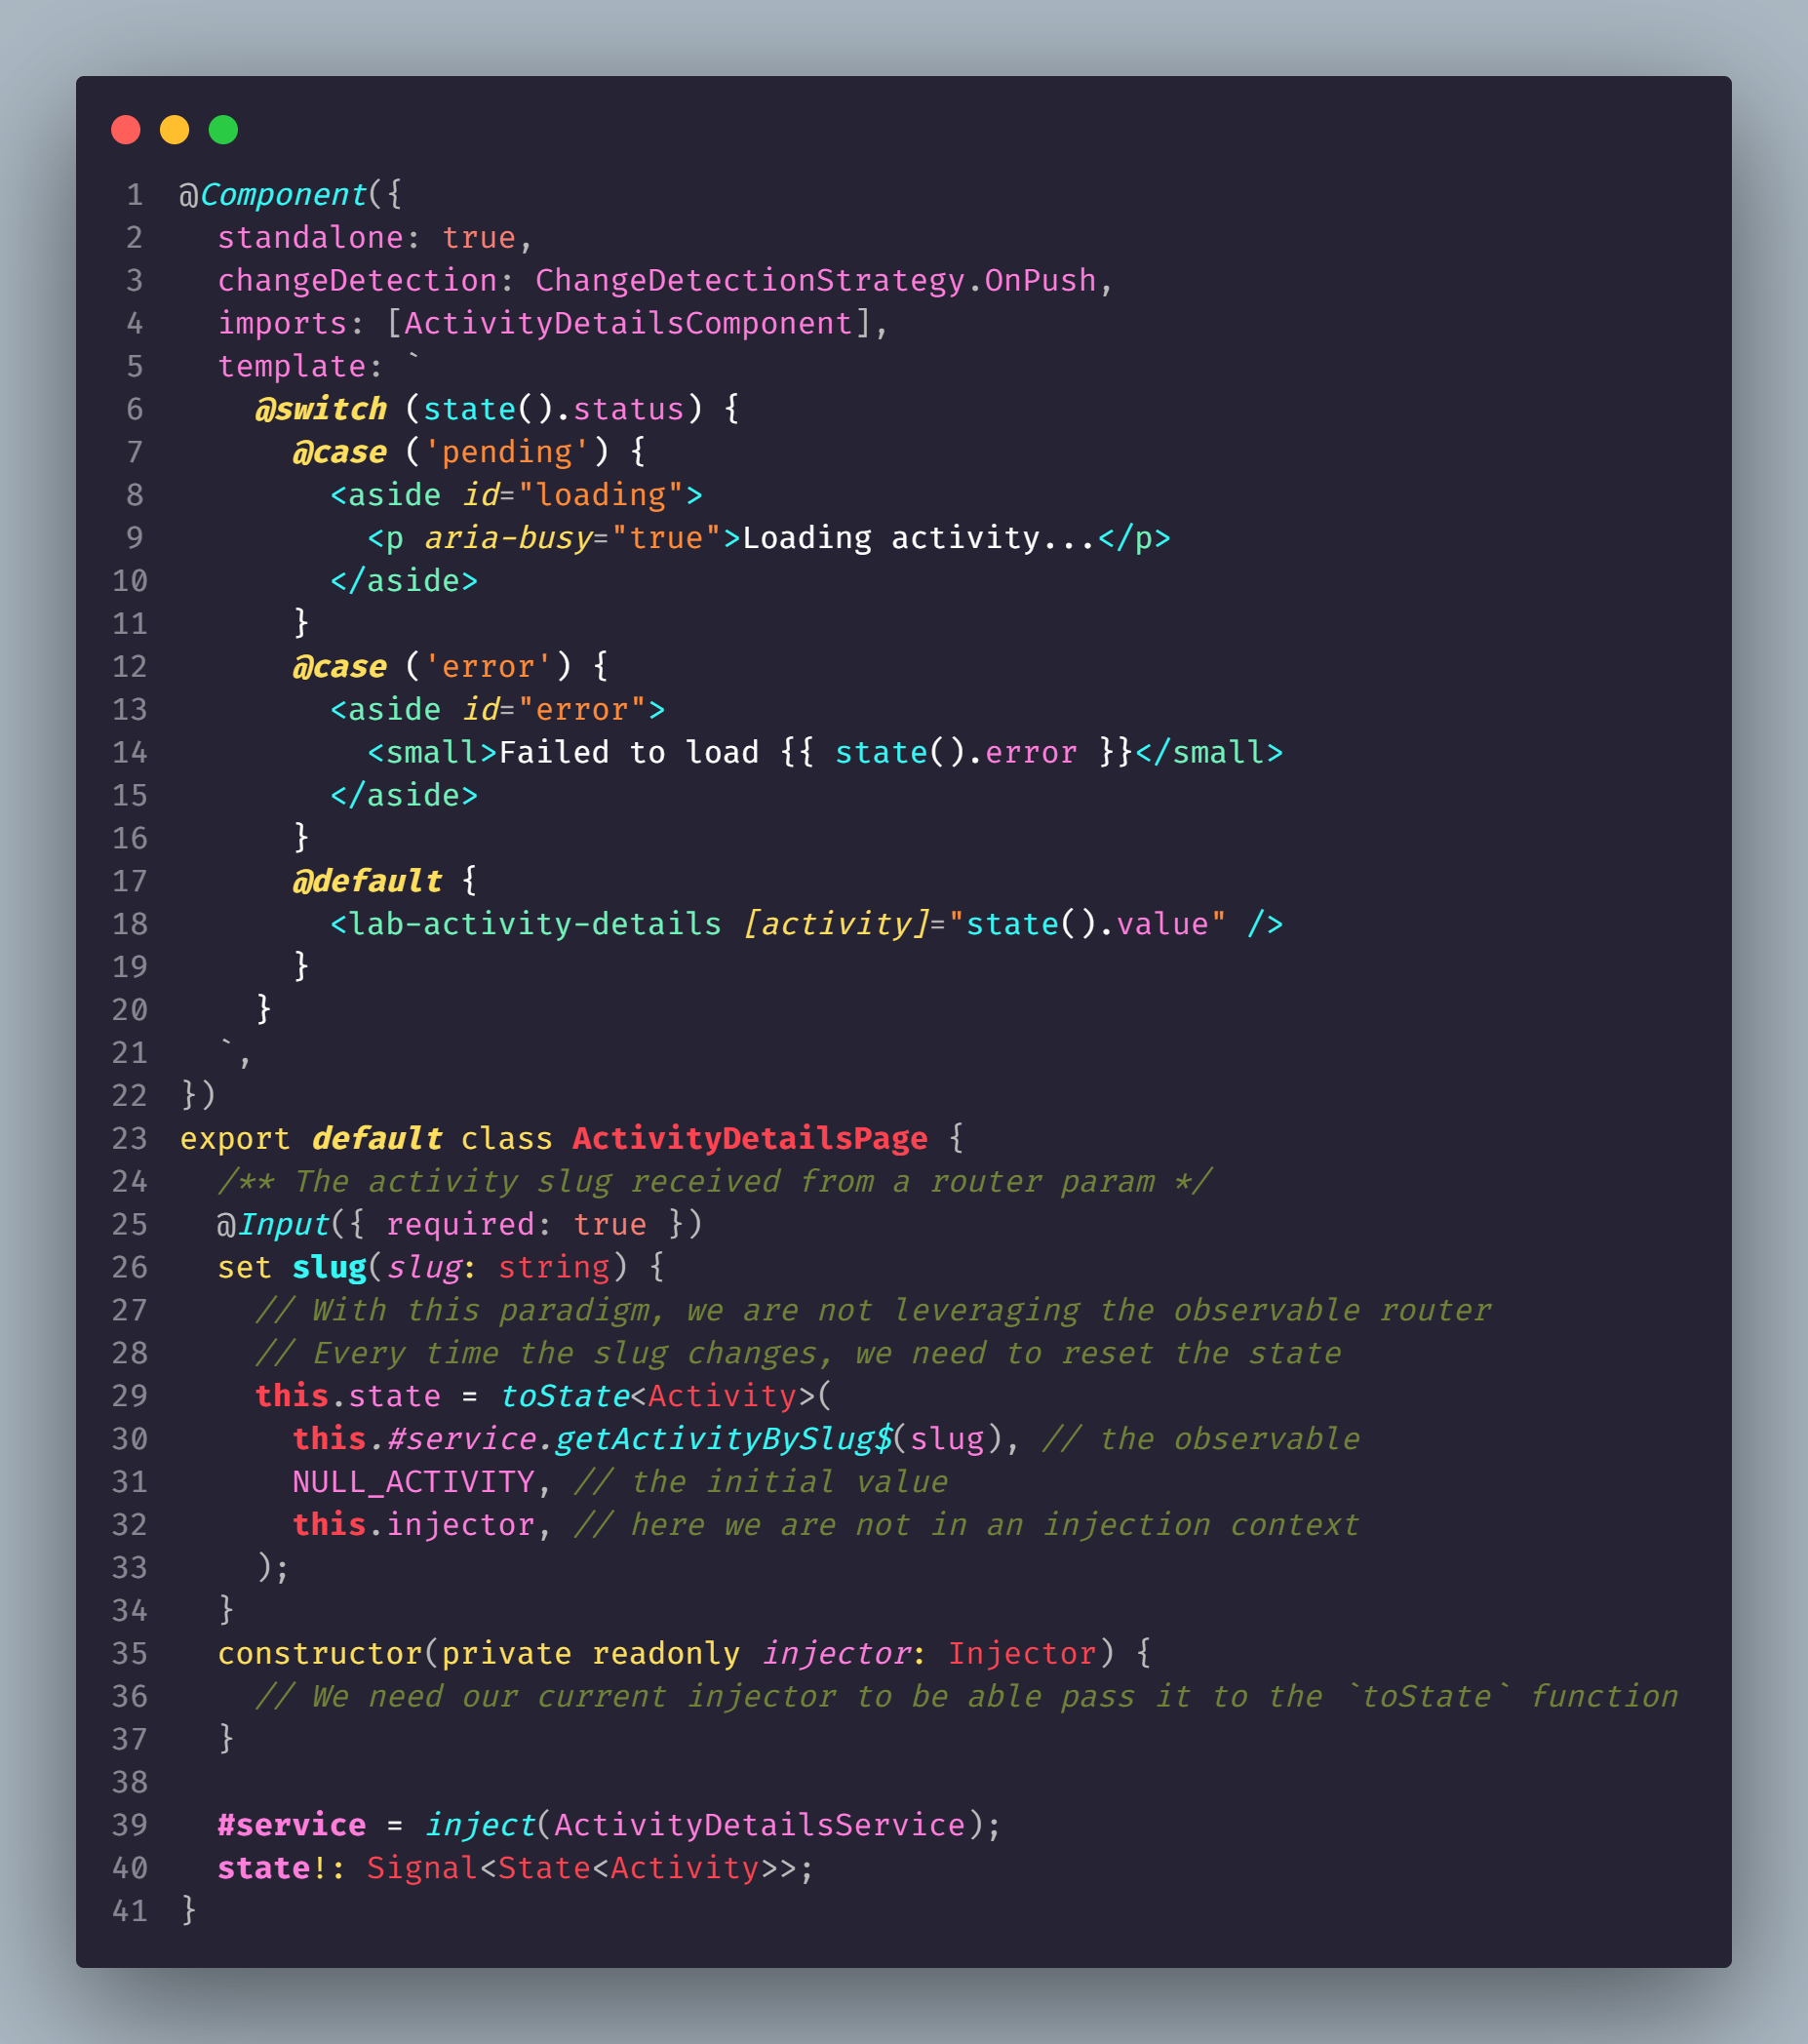 1 @Component({
2   standalone: true,
3   changeDetection: ChangeDetectionStrategy.OnPush,
4   imports: [ActivityDetailsComponent],
5   template: `
6     @switch (state().status) {
7       @case ('pending') {
8         <aside id="loading">
9           <p aria-busy="true">Loading activity...</p>
10         </aside>
11       }
12       @case ('error') {
13         <aside id="error">
14           <small>Failed to load {{ state().error }}</small>
15         </aside>
16       }
17       @default {
18         <lab-activity-details [activity]="state().value" />
19       }
20     }
21   `,
22 })
23 export default class ActivityDetailsPage {
24   /** The activity slug received from a router param */
25   @Input({ required: true })
26   set slug(slug: string) {
27     // With this paradigm, we are not leveraging the observable router
28     // Every time the slug changes, we need to reset the state
29     this.state = toState<Activity>(
30       this.#service.getActivityBySlug$(slug), // the observable
31       NULL_ACTIVITY, // the initial value
32       this.injector, // here we are not in an injection context
33     );
34   }
35   constructor(private readonly injector: Injector) {
36     // We need our current injector to be able pass it to the `toState` function
37   }
38
39   #service = inject(ActivityDetailsService);
40   state!: Signal<State<Activity>>;
41 }